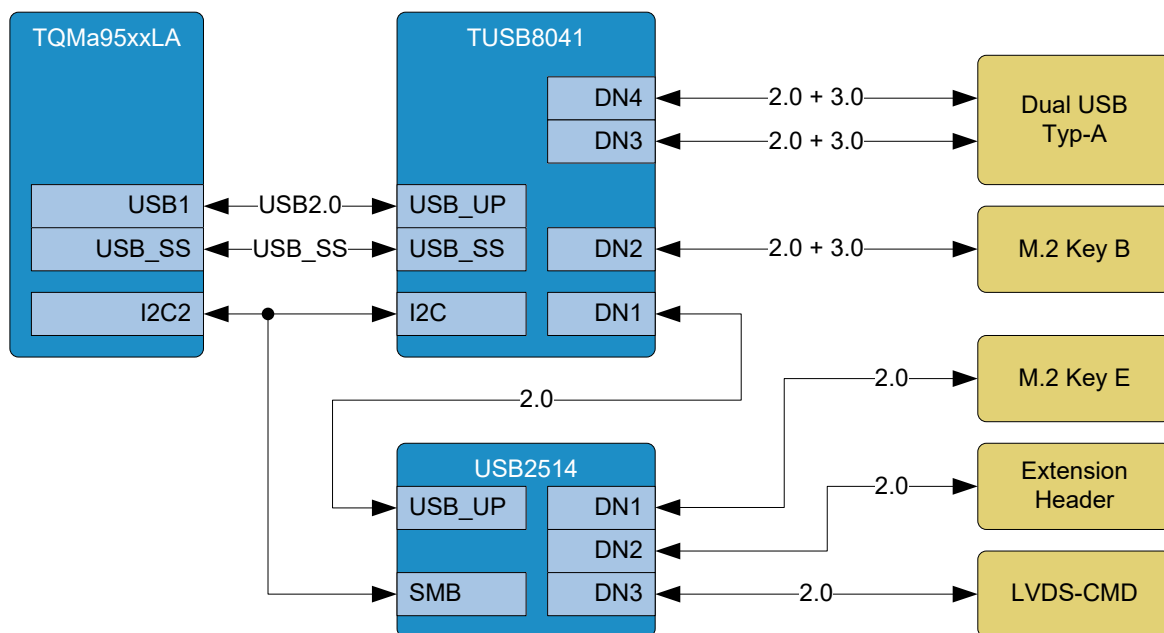 TQMa95xxLA
TUSB8041
DN4
2.0 + 3.0
Dual USB
Typ-A
DN3
2.0 + 3.0
USB1
USB2.0
USB_UP
USB_SS
USB_SS
USB_SS
DN2
2.0 + 3.0
M.2 Key B
I2C2
I2C
DN1
2.0
M.2 Key E
2.0
USB2514
USB_UP
DN1
2.0
Extension
Header
DN2
SMB
DN3
2.0
LVDS-CMD